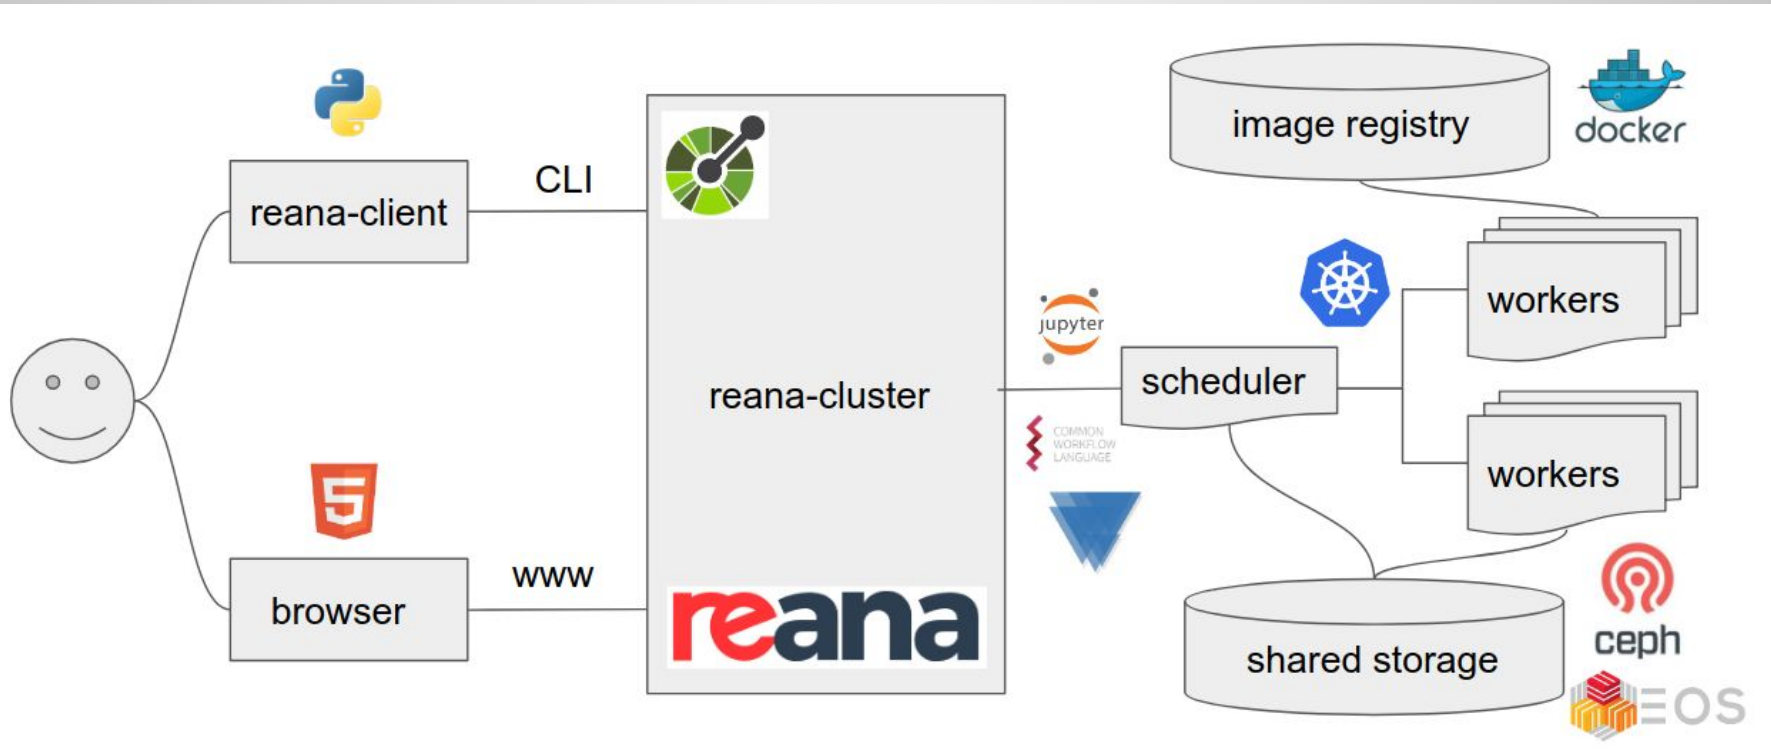 image registry
docker
CLI
reana-client
workers
jupyter
scheduler
reana-cluster
COMMON
WORKFLOW
LANGUAGE
workers
5
www
browser
reana
ceph
shared storage
EOS